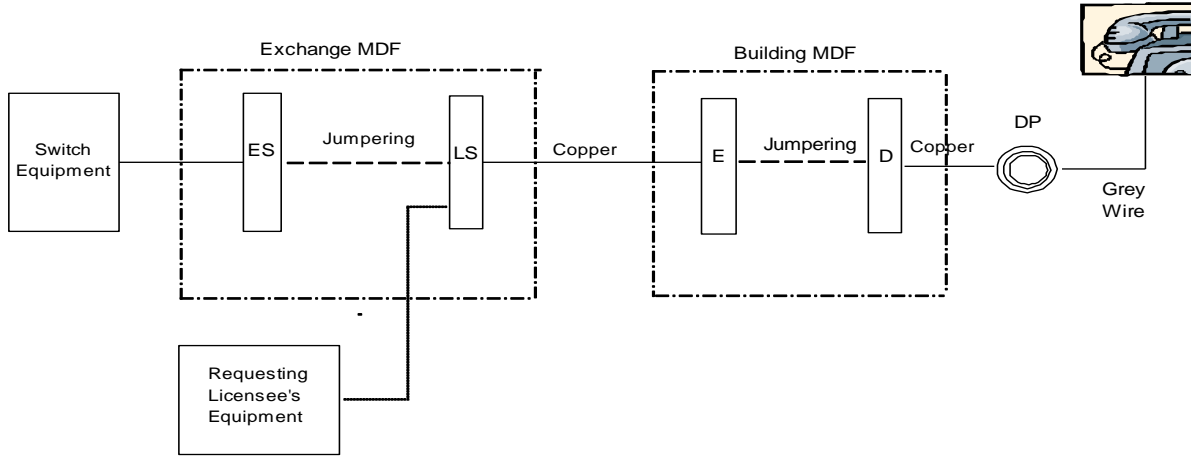 Exchange MDF
Building MDF
Switch
Equipment
ES
Jumpering
LS
Copper
E
Jumpering
D
Copper
DP
Grey
Wire
Requesting
Licensee's
Equipment